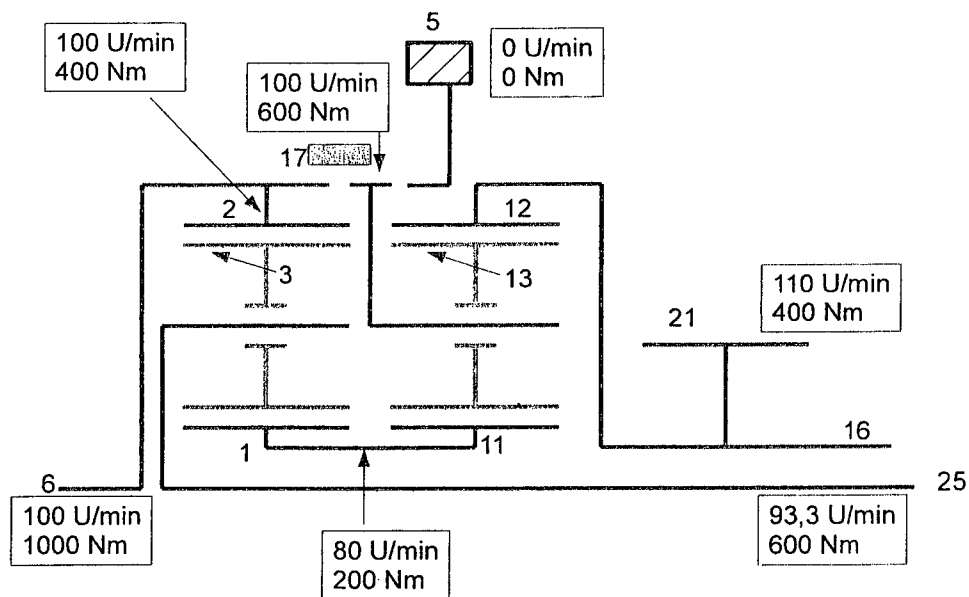 5
100 U/min
400 Nm
0 U/min
0 Nm
100 U/min
600 Nm
17
2
12
3
13
110 U/min
400 Nm
21
1
11
16
6
25
100 U/min
1000 Nm
93,3 U/min
600 Nm
80 U/min
200 Nm